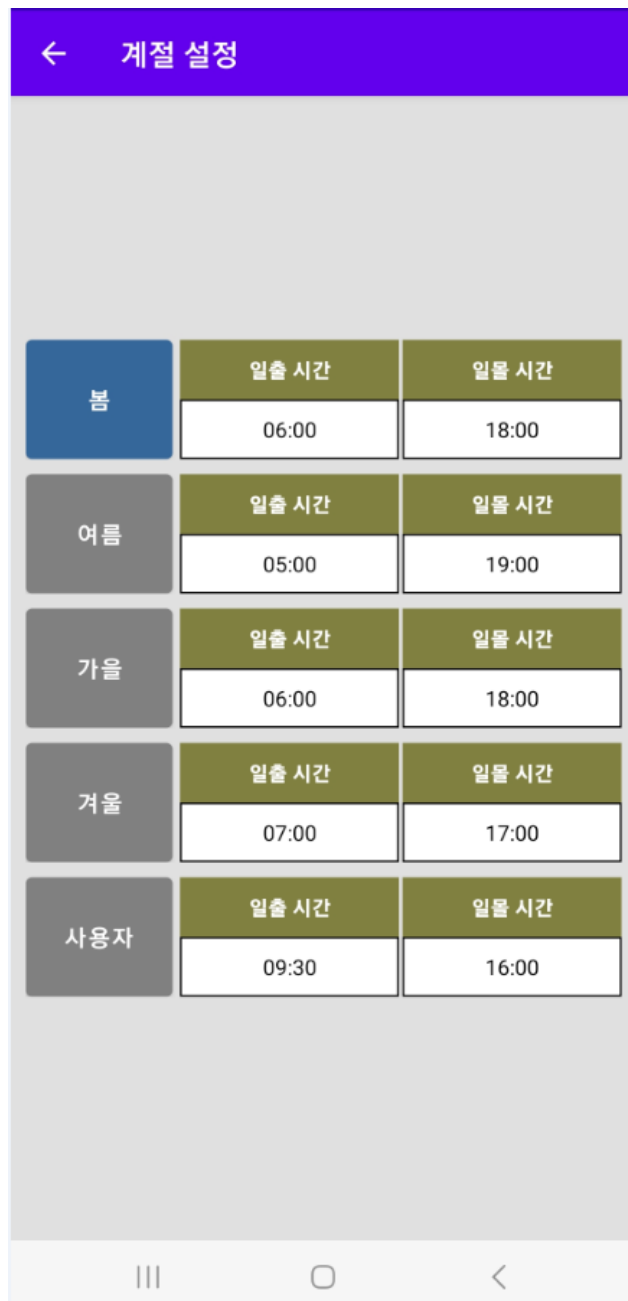 계절 설정
봄 일출 시간 일몰 시간
06:00 18:00
여름 일출 시간 일몰 시간
05:00 19:00
가을 일출 시간 일몰 시간
06:00 18:00
겨울 일출 시간 일몰 시간
07:00 17:00
사용자 일출 시간 일몰 시간
09:30 16:00